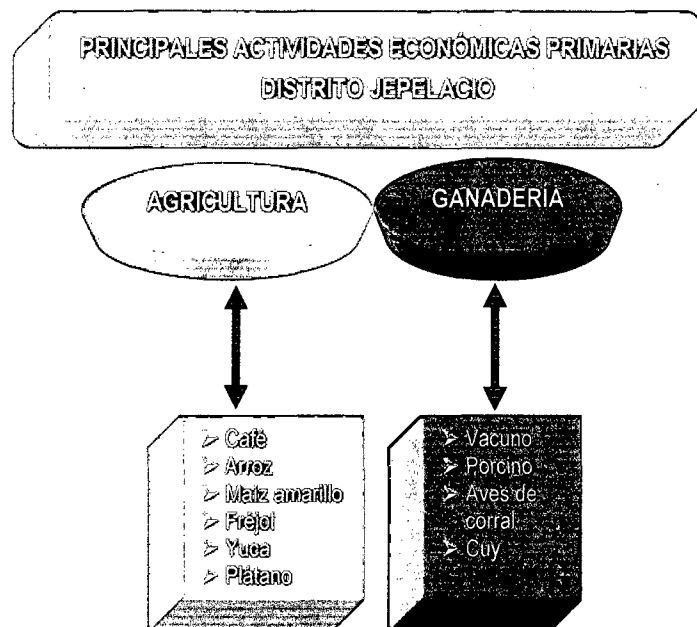 PRINCIPALES ACTIVIDADES ECONÓMICAS PRIMARIAS
DISTRITO JEPELACIO
AGRICULTURA
GANADERIA
➢ Café
➢ Arroz
➢ Maíz amarillo
➢ Fréjol
➢ Yuca
➢ Plátano
➢ Vacuno
➢ Porcino
➢ Aves de
corral
➢ Cuy